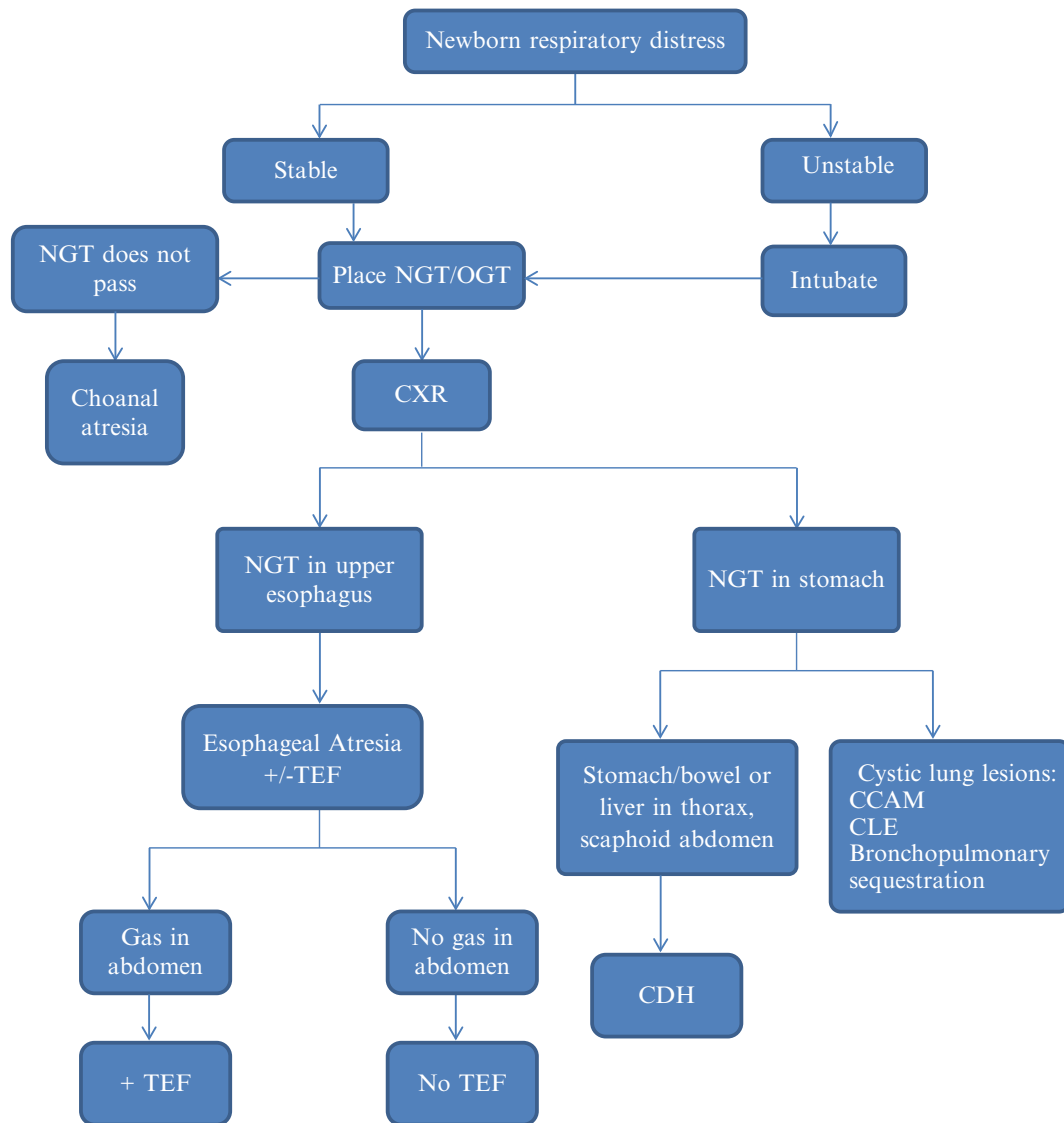 Newborn respiratory distress
Stable
Unstable
NGT does not
pass
Place NGT/OGT
Intubate
Choanal
atresia
CXR
NGT in upper
esophagus
NGT in stomach
Esophageal Atresia
+/-TEF
Stomach/bowel or
liver in thorax,
scaphoid abdomen
Cystic lung lesions:
CCAM
CLE
Bronchopulmonary
sequestration
Gas in
abdomen
No gas in
abdomen
CDH
+ TEF
No TEF